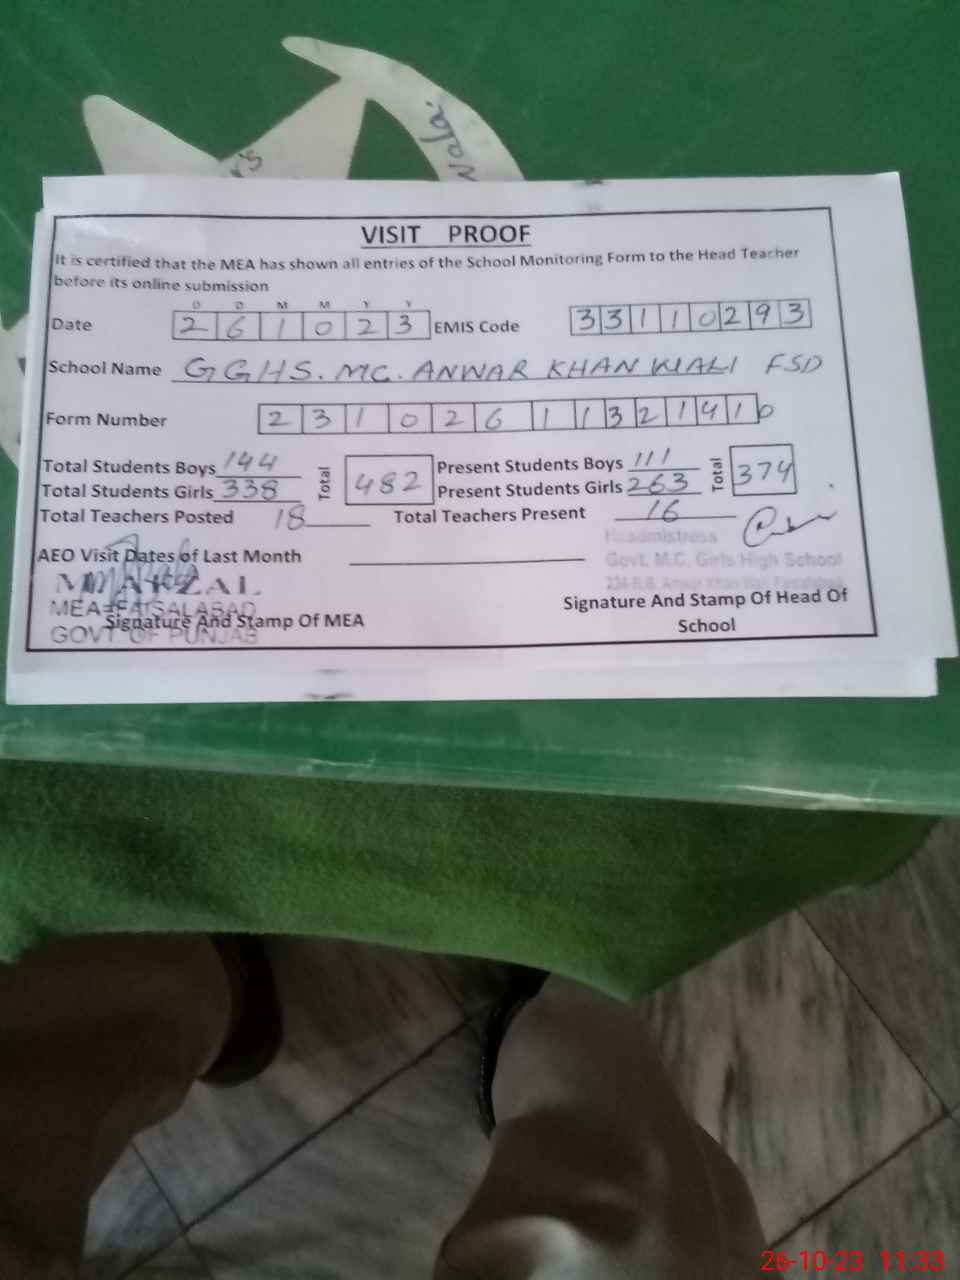 Wala.
VISIT PROOF
It is certified that the MEA has shown all entries of the School Monitoring Form to the Head Teacher
before its online submission
D D M M Y Y
Date 2 6 1 0 2 3 EMIS Code 3 3 1 1 0 2 9 3
School Name GGHS. MC. ANWAR KHAN WALI FSD
Form Number 2 3 1 0 2 6 1 1 3 2 1 4 1 0
Total Students Boys 144 Total 482 Present Students Boys 111 Total 374
Total Students Girls 338 Present Students Girls 263
Total Teachers Posted 18 Total Teachers Present 16
Headmistress
AEO Visit Dates of Last Month Govt. M.C. Girls High School
234-R.B. Anwar Khan Wali, Faisalabad
MEA-FAISALABAD Signature And Stamp Of Head Of
Signature And Stamp Of MEA School
GOVT OF PUNJAB
26-10-23 11:33